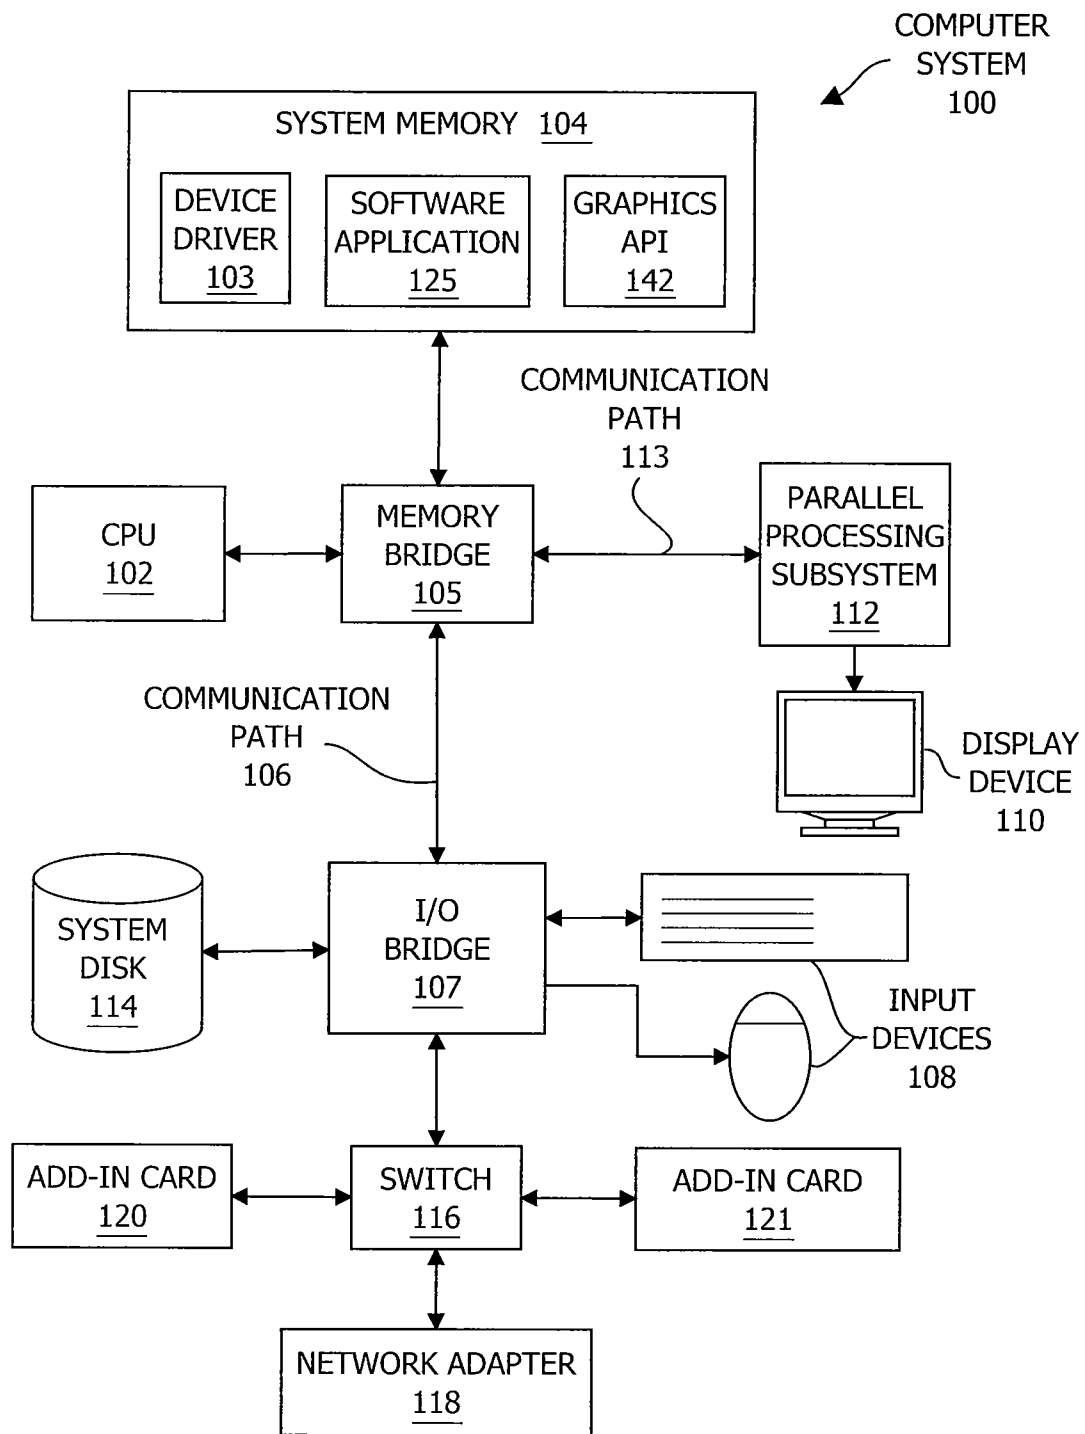 COMPUTER
SYSTEM
100
SYSTEM MEMORY 104
DEVICE
DRIVER
103
SOFTWARE
APPLICATION
125
GRAPHICS
API
142
COMMUNICATION
PATH
113
CPU
102
MEMORY
BRIDGE
105
PARALLEL
PROCESSING
SUBSYSTEM
112
COMMUNICATION
PATH
106
DISPLAY
DEVICE
110
SYSTEM
DISK
114
I/O
BRIDGE
107
INPUT
DEVICES
108
ADD-IN CARD
120
SWITCH
116
ADD-IN CARD
121
NETWORK ADAPTER
118